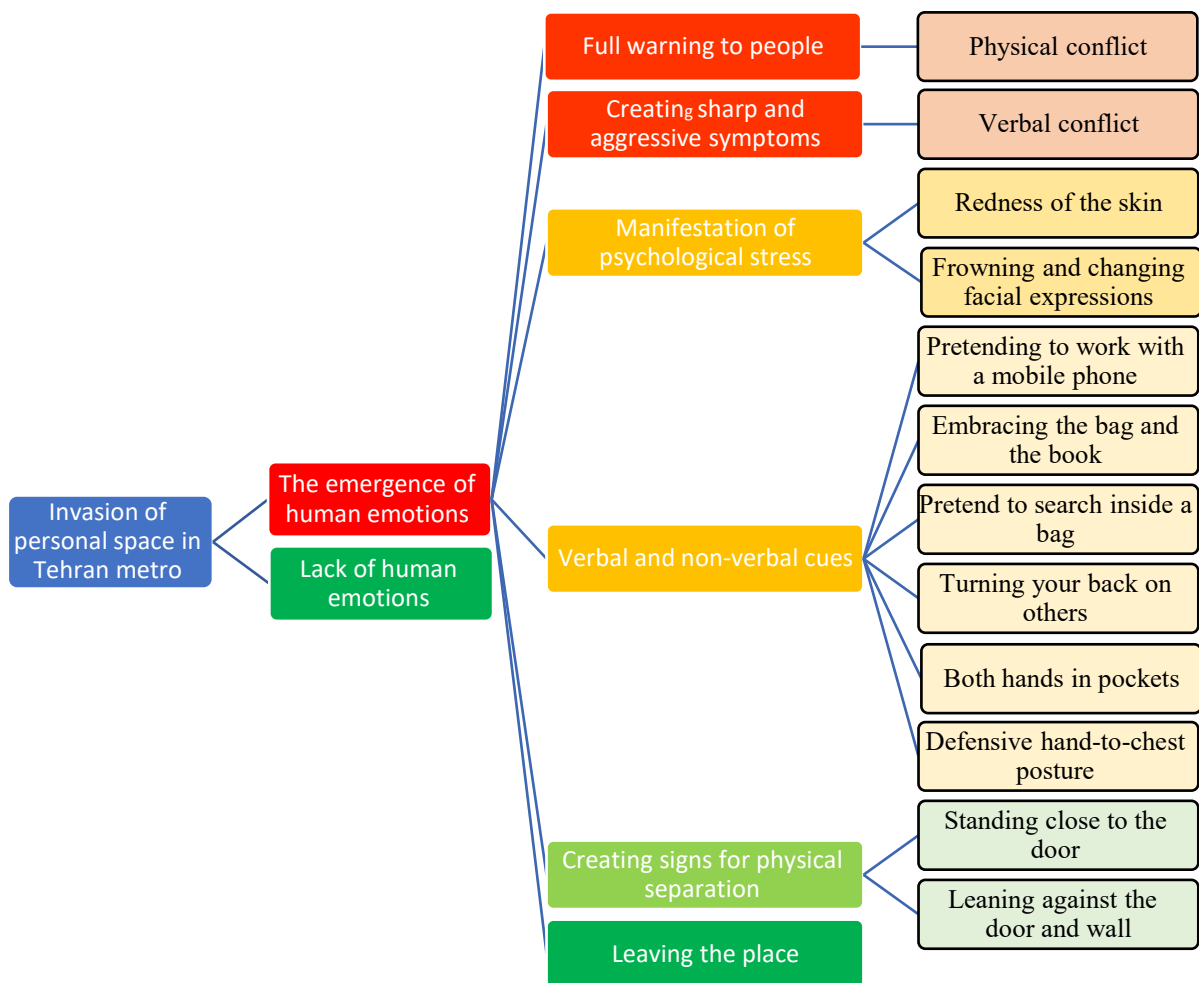 Invasion of
personal space in
Tehran metro
The emergence of
human emotions
Lack of human
emotions
Full warning to people
Creating sharp and
aggressive symptoms
Manifestation of
psychological stress
Verbal and non-verbal cues
Creating signs for physical
separation
Leaving the place
Physical conflict
Verbal conflict
Redness of the skin
Frowning and changing
facial expressions
Pretending to work with
a mobile phone
Embracing the bag and
the book
Pretend to search inside a
bag
Turning your back on
others
Both hands in pockets
Defensive hand-to-chest
posture
Standing close to the
door
Leaning against the
door and wall